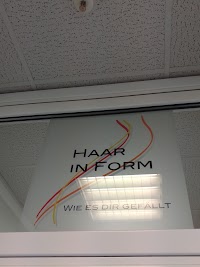 HAAR
IN FORM
WIE ES DIR GEFÄLLT